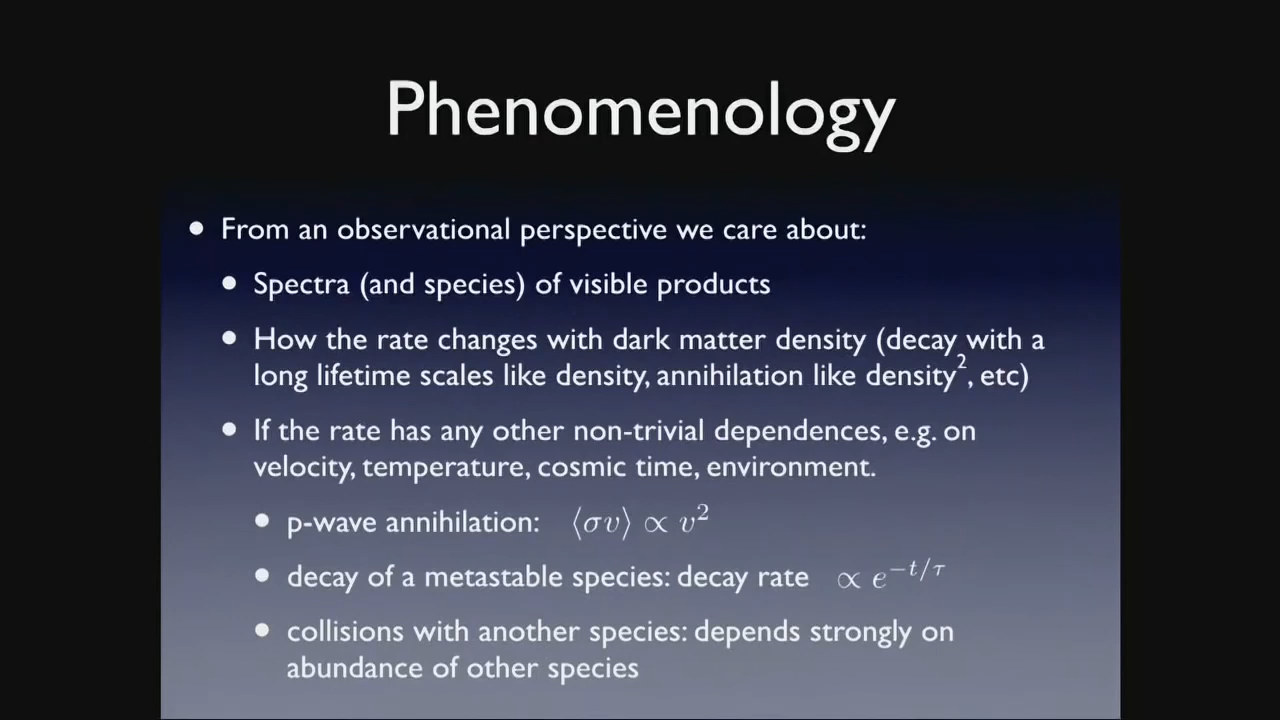 Phenomenology
• From an observational perspective we care about:
• Spectra (and species) of visible products
• How the rate changes with dark matter density (decay with a
long lifetime scales like density, annihilation like density², etc)
• If the rate has any other non-trivial dependences, e.g. on
velocity, temperature, cosmic time, environment.
• p-wave annihilation: ⟨σv⟩ ∝ v²
• decay of a metastable species: decay rate ∝ e^{−t/τ}
• collisions with another species: depends strongly on
abundance of other species